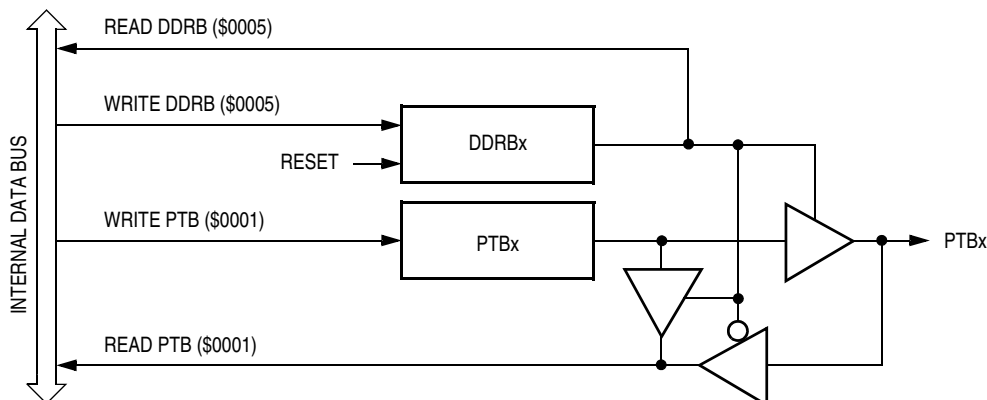 READ DDRB ($0005)
WRITE DDRB ($0005)
DDRBx
RESET
WRITE PTB ($0001)
PTBx
PTBx
READ PTB ($0001)
INTERNAL DATA BUS